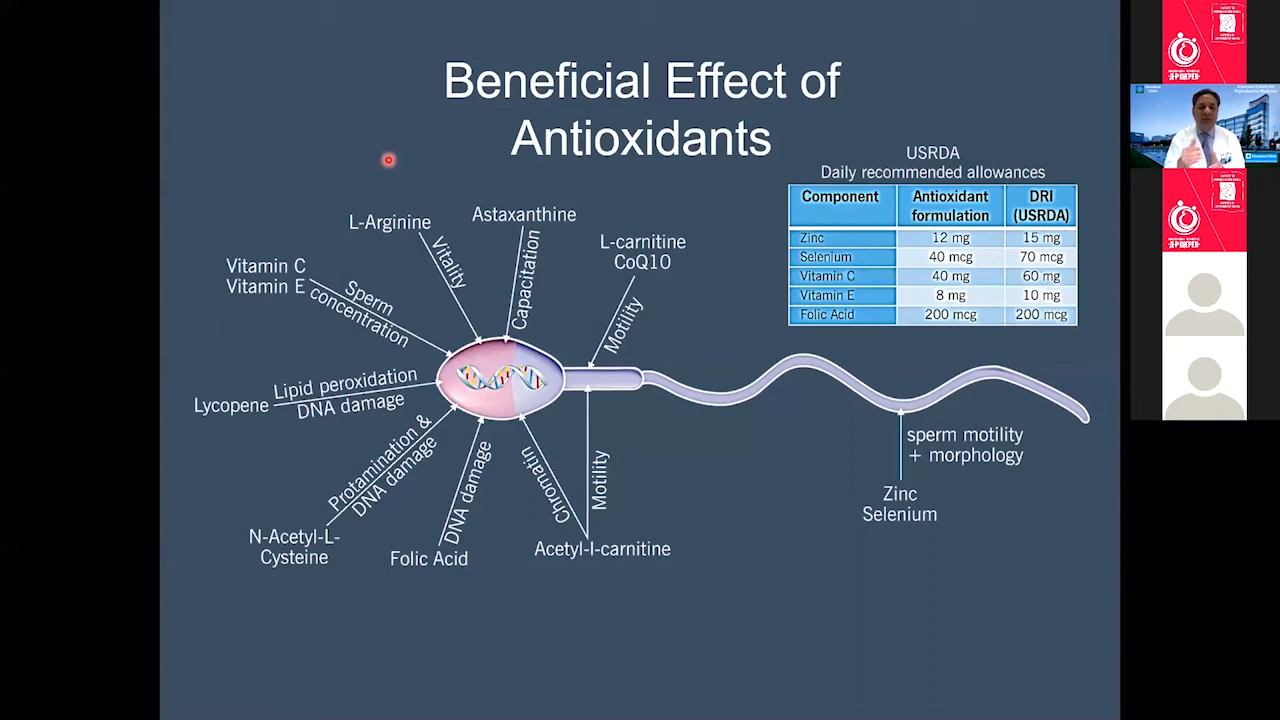 Beneficial Effect of
Antioxidants
USRDA
Daily recommended allowances
Component Antioxidant formulation DRI (USRDA)
Zinc 12 mg 15 mg
Selenium 40 mcg 70 mcg
Vitamin C 40 mg 60 mg
Vitamin E 8 mg 10 mg
Folic Acid 200 mcg 200 mcg
L-Arginine
Vitality
Astaxanthine
Capacitation
L-carnitine
CoQ10
Motility
Vitamin C
Vitamin E
Sperm
concentration
Lycopene
Lipid peroxidation
DNA damage
Protamination &
DNA damage
N-Acetyl-L-
Cysteine
DNA damage
Folic Acid
Chromatin
Motility
Acetyl-l-carnitine
sperm motility
+ morphology
Zinc
Selenium
Д-Р ЩЕРЕВ
Д-Р ЩЕРЕВ